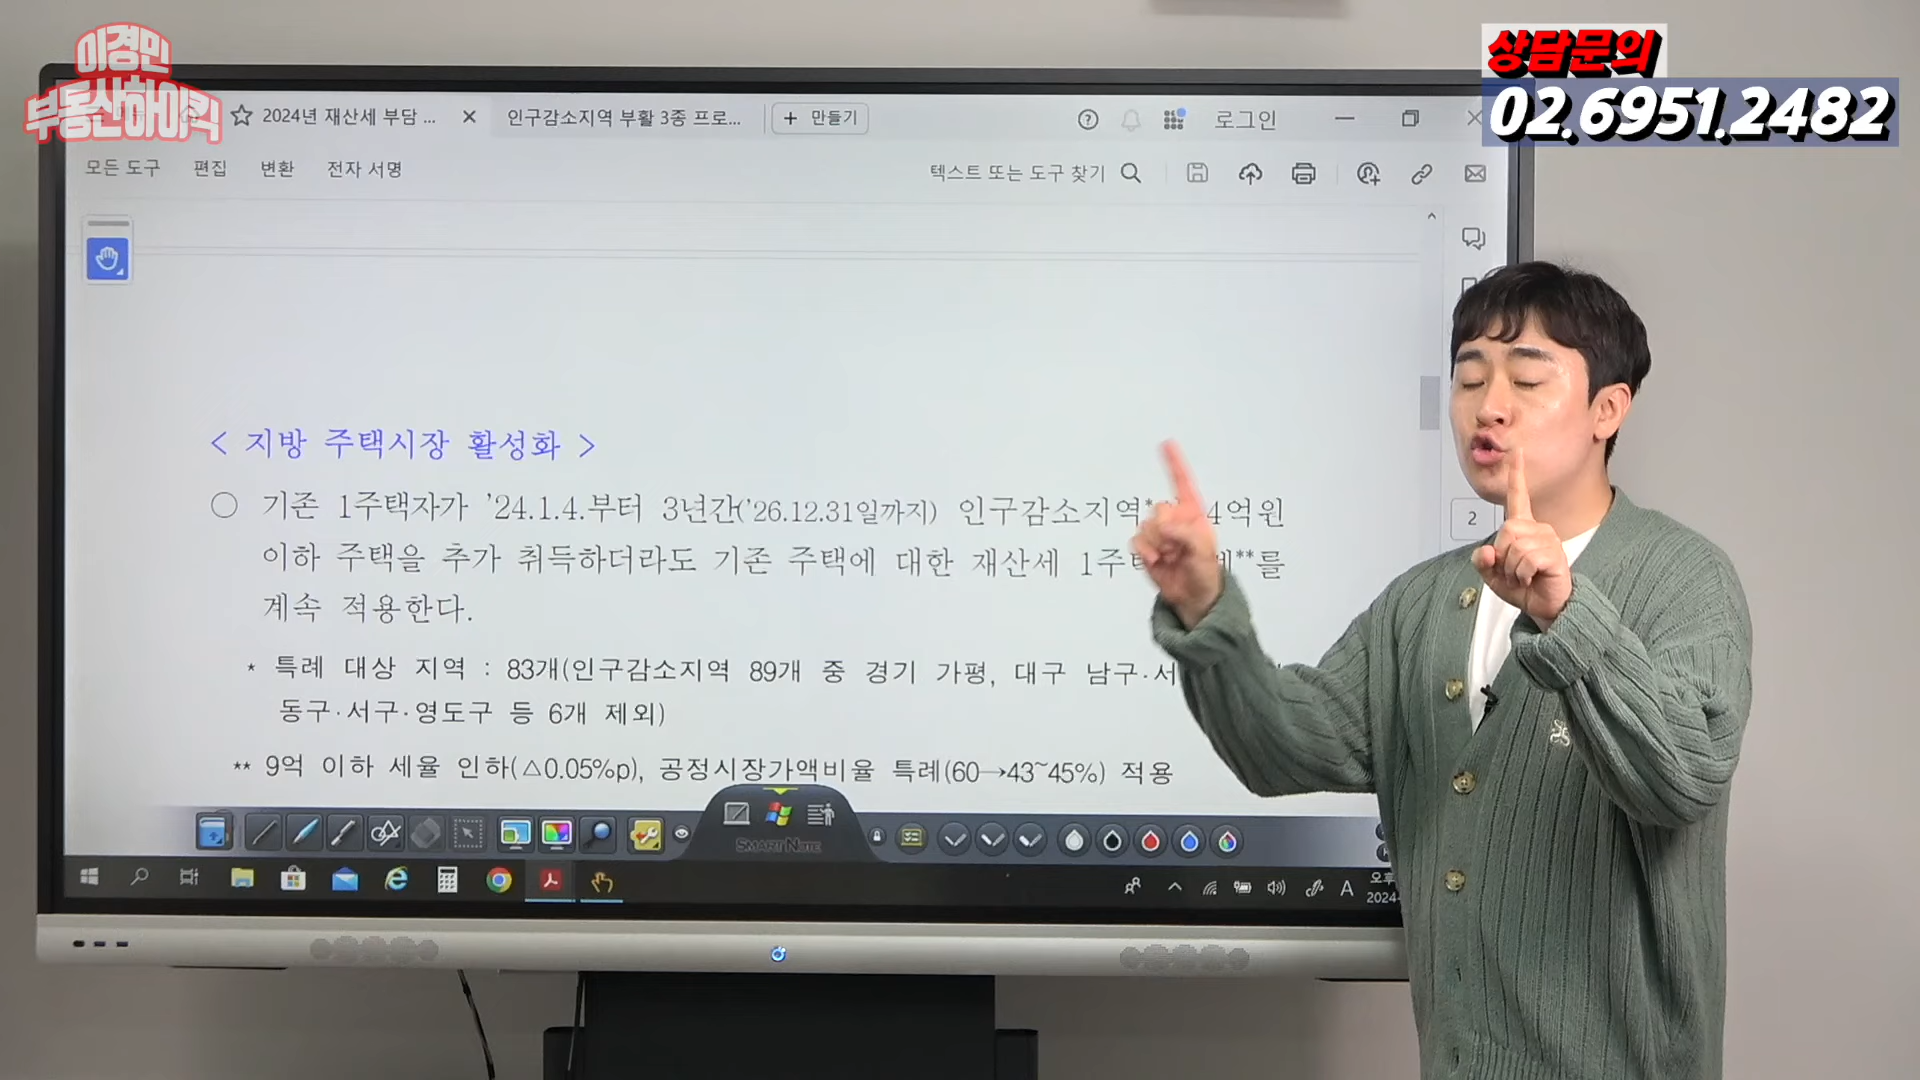 이경민
부동산하이킥
상담문의
02.6951.2482
2024년 재산세 부담 ...
인구감소지역 부활 3종 프로...
+ 만들기
로그인
모든 도구 편집 변환 전자 서명
텍스트 또는 도구 찾기
< 지방 주택시장 활성화 >
○ 기존 1주택자가 ’24.1.4.부터 3년간(’26.12.31일까지) 인구감소지역* 4억원
이하 주택을 추가 취득하더라도 기존 주택에 대한 재산세 1주택 **를
계속 적용한다.
* 특례 대상 지역 : 83개(인구감소지역 89개 중 경기 가평, 대구 남구·서
동구·서구·영도구 등 6개 제외)
** 9억 이하 세율 인하(△0.05%p), 공정시장가액비율 특례(60→43~45%) 적용
2
SMART NOTE
A
오후
2024-